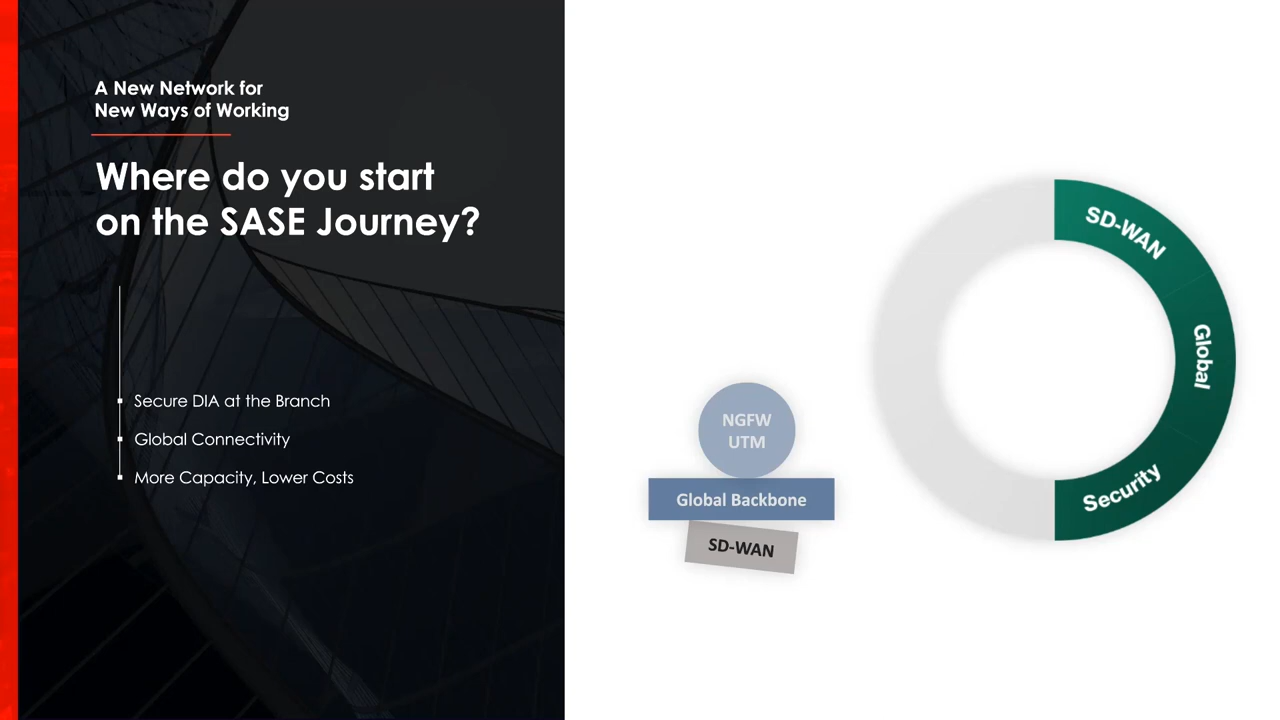 A New Network for
New Ways of Working
Where do you start
on the SASE Journey?
Secure DIA at the Branch
Global Connectivity
More Capacity, Lower Costs
NGFW
UTM
Global Backbone
SD-WAN
SD-WAN
Global
Security